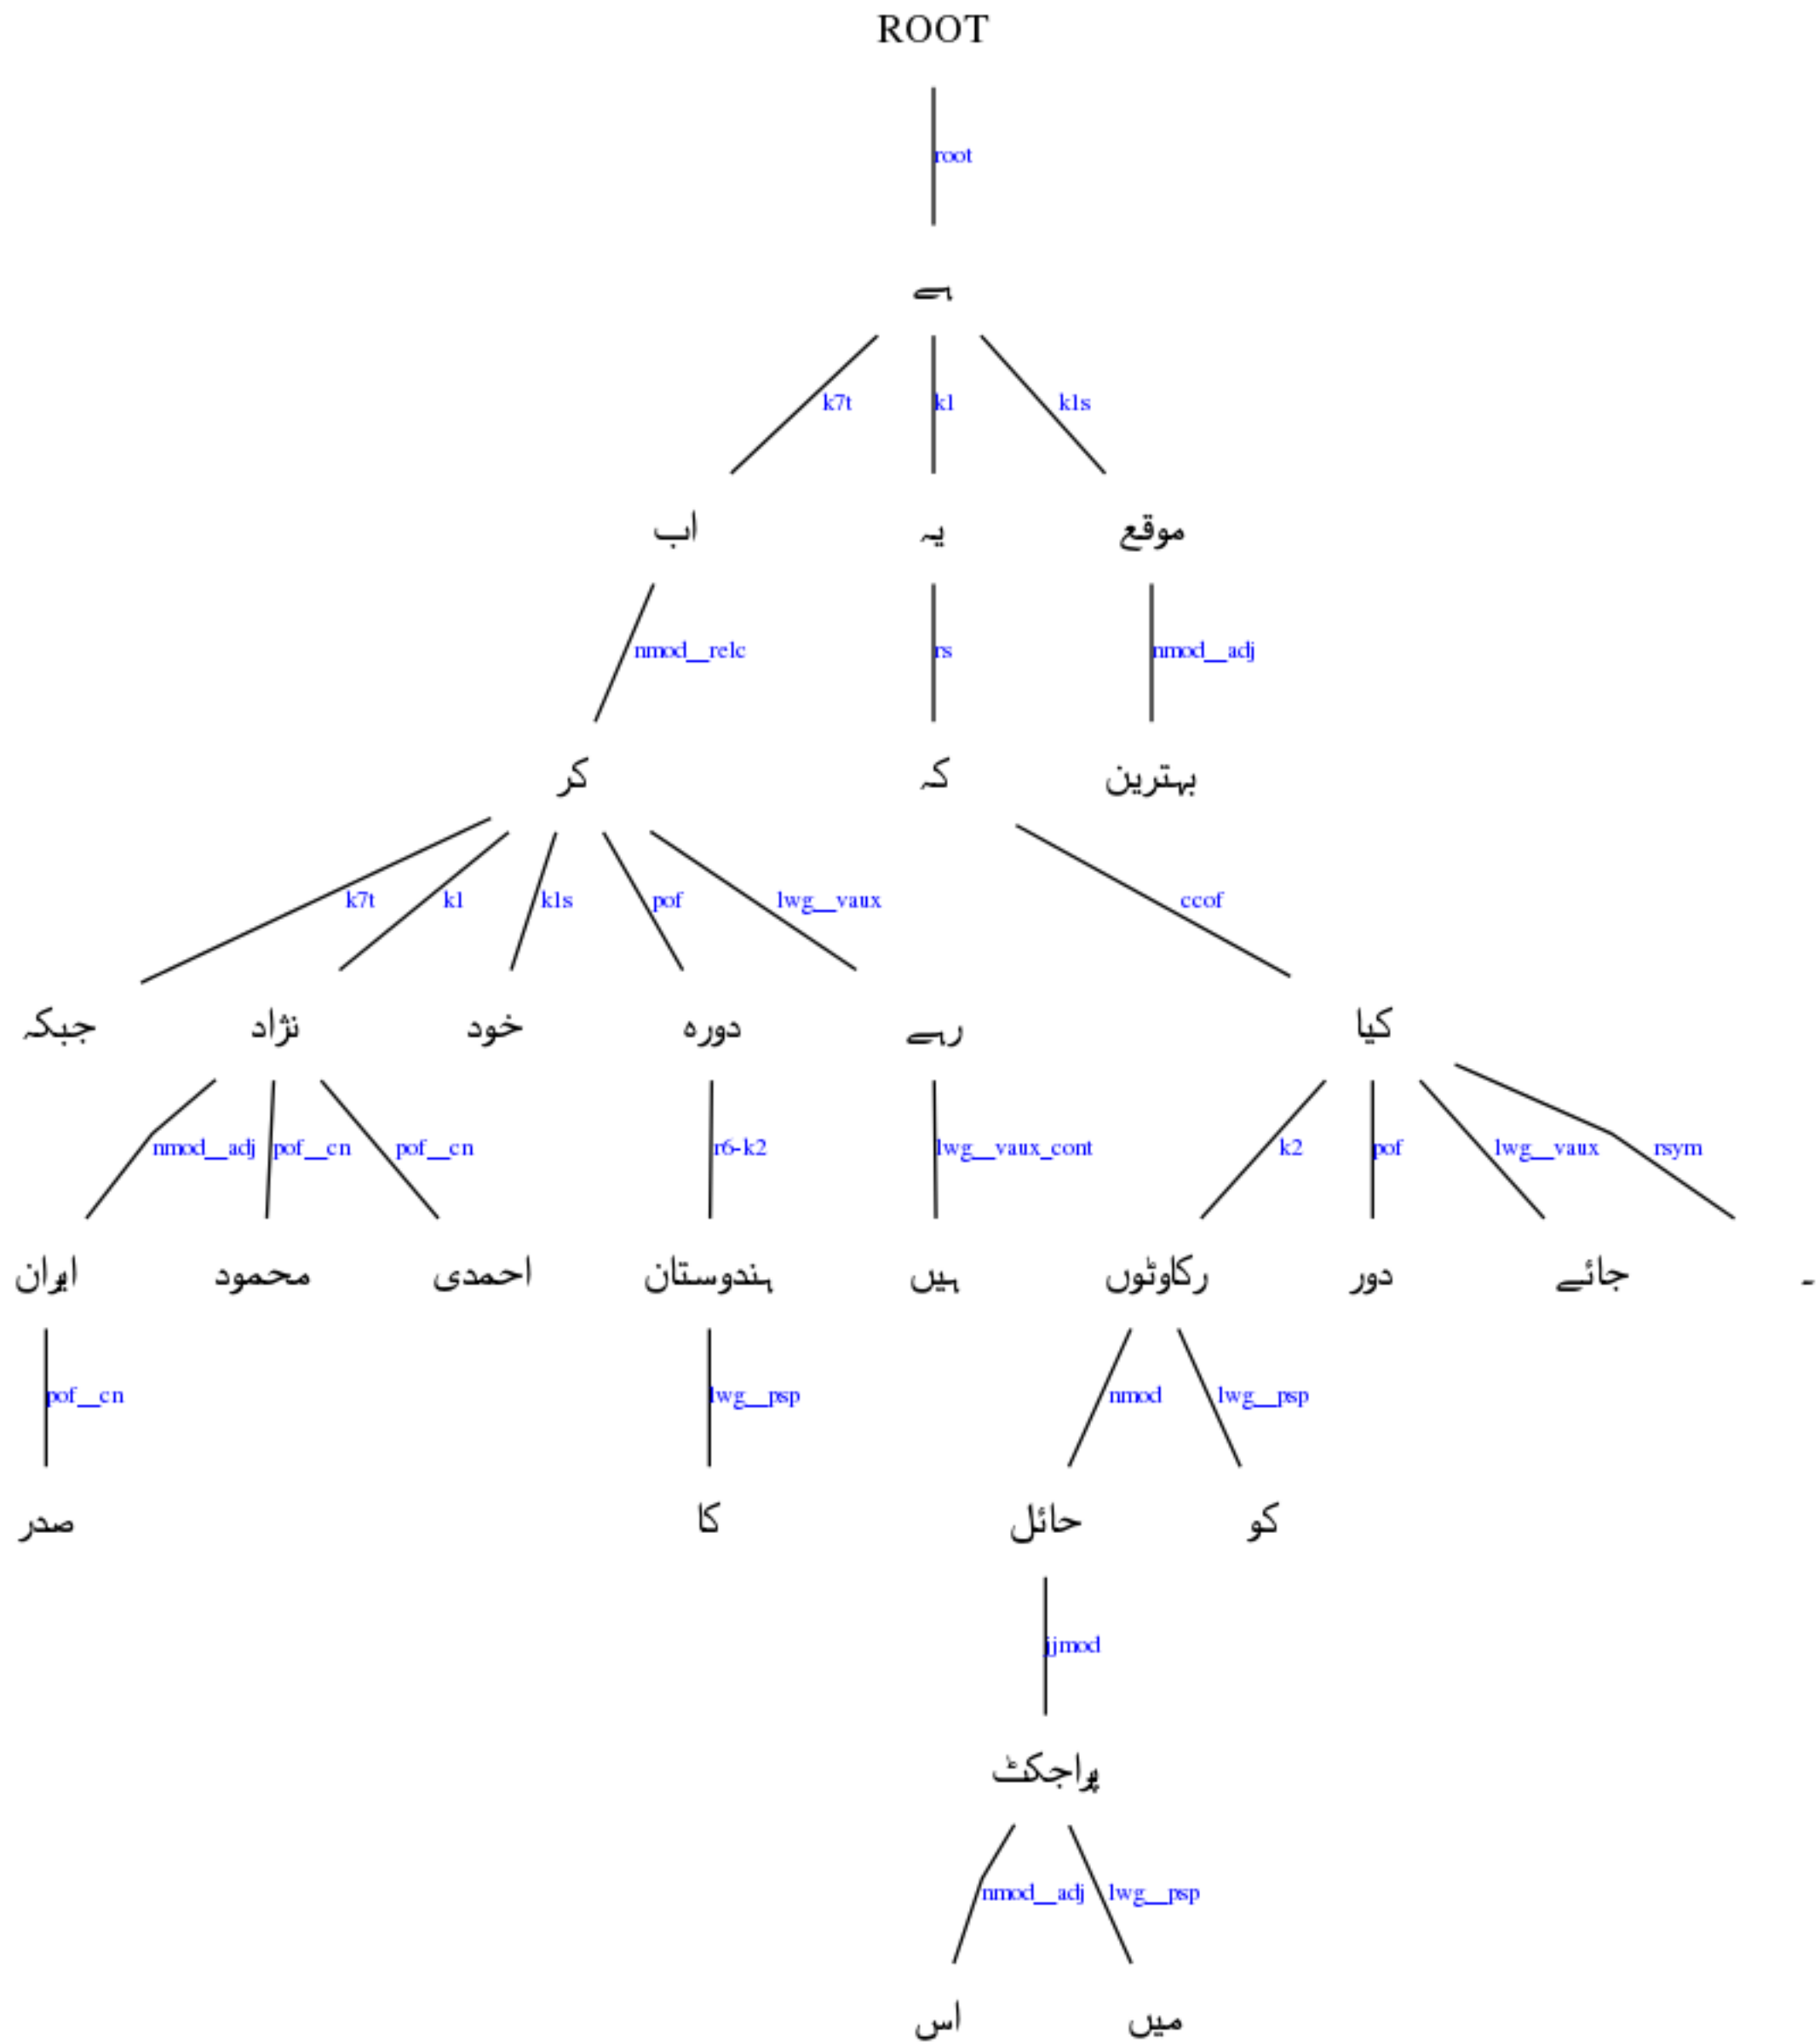 ROOT
root
ہے
k7t k1 k1s
اب یہ موقع
nmod__relc rs nmod__adj
کر کہ بہترین
k7t k1 k1s pof lwg__vaux ccof
جبکہ نژاد خود دورہ رہے کیا
nmod__adj pof__cn pof__cn r6-k2 lwg__vaux_cont k2 pof lwg__vaux rsym
ایران محمود احمدی ہندوستان ہیں رکاوٹوں دور جائے ۔
pof__cn lwg__psp nmod lwg__psp
صدر کا حائل کو
jjmod
پراجکٹ
nmod__adj lwg__psp
اس میں